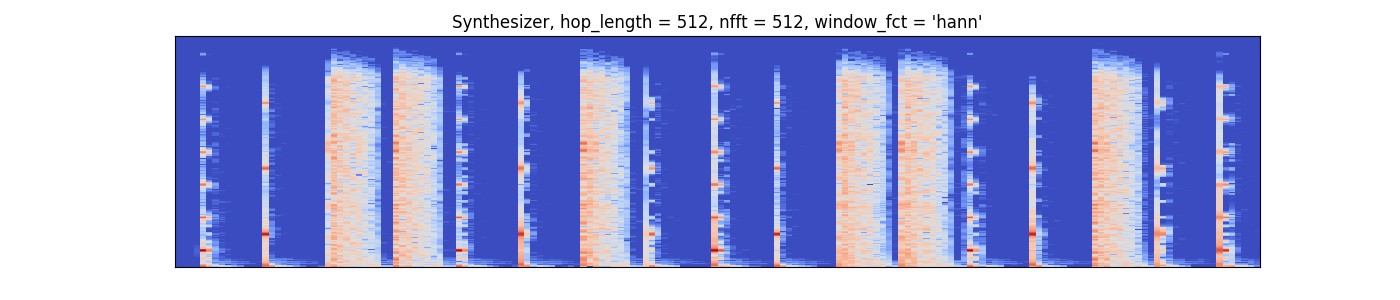 Synthesizer, hop_length = 512, nfft = 512, window_fct = 'hann'